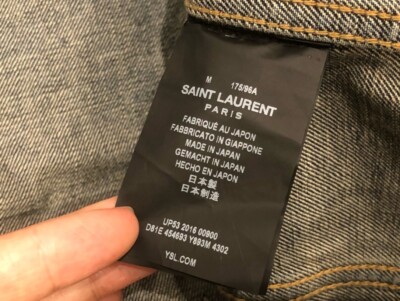 M 175/96A
SAINT LAURENT
PARIS
FABRIQUÉ AU JAPON
FABBRICATO IN GIAPPONE
MADE IN JAPAN
GEMACHT IN JAPAN
HECHO EN JAPON
日本製
日本制造
UP53 2016 00900
D81E 454693 Y893M 4302
YSL.COM